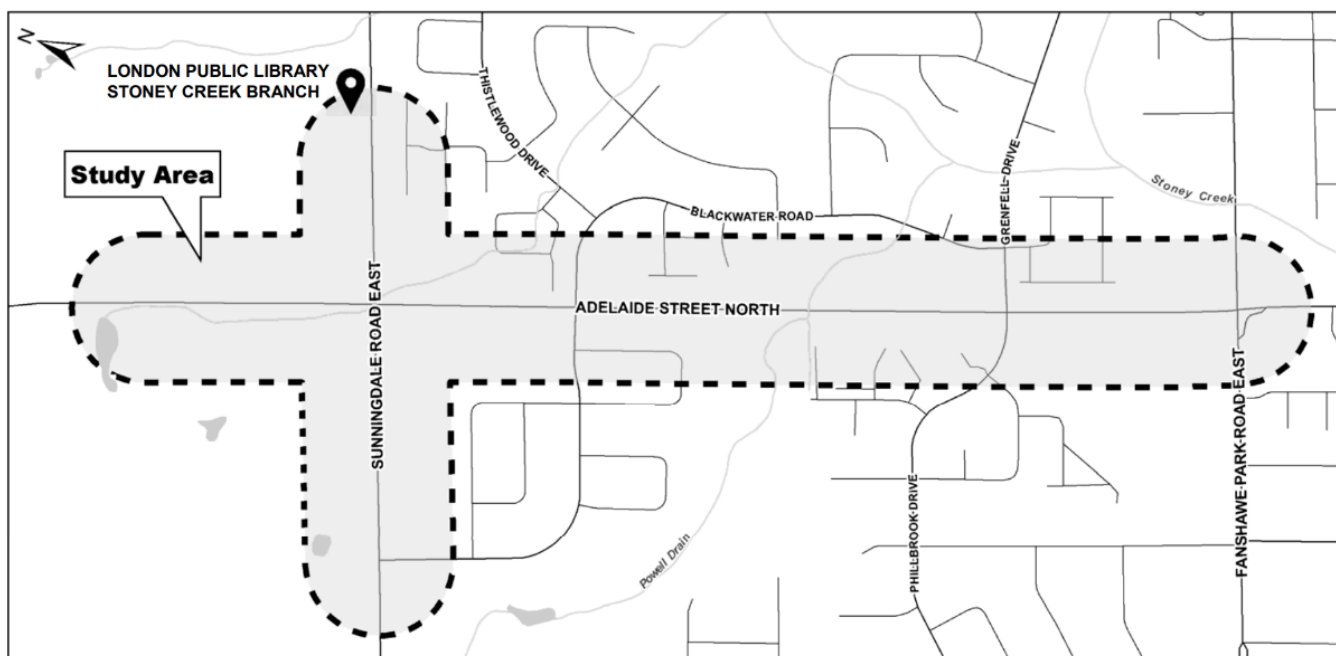 N
LONDON PUBLIC LIBRARY
STONEY CREEK BRANCH
Study Area
THISTLEWOOD DRIVE
BLACKWATER ROAD
GRENFELL DRIVE
Stoney Creek
SUNNINGDALE ROAD EAST
ADELAIDE STREET NORTH
Powell Drain
PHILLBROOK DRIVE
FANSHAWE PARK ROAD EAST